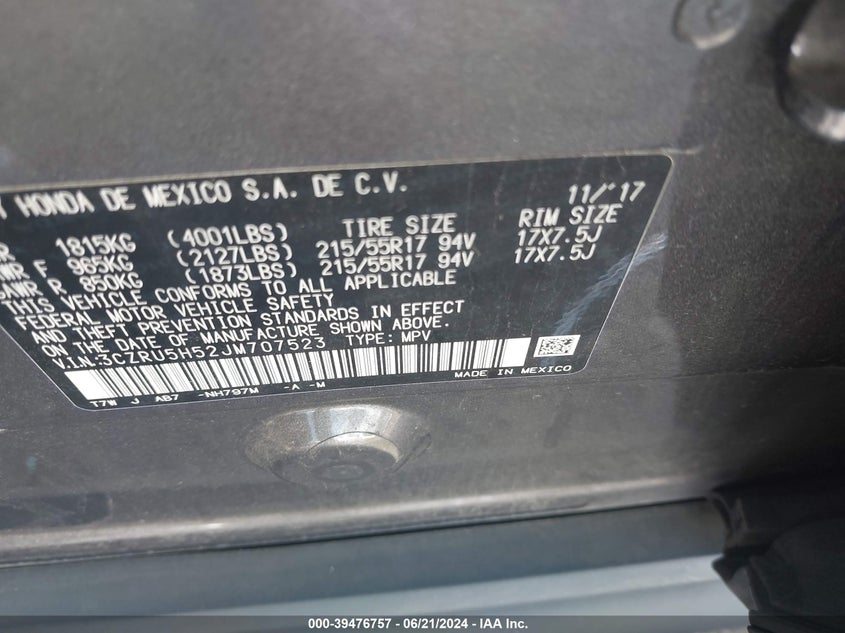 HONDA DE MEXICO S.A. DE C.V. 11/'17
1815KG (4001LBS) TIRE SIZE RIM SIZE
F 965KG (2127LBS) 215/55R17 94V 17X7.5J
R 850KG (1873LBS) 215/55R17 94V 17X7.5J
THIS VEHICLE CONFORMS TO ALL APPLICABLE
FEDERAL MOTOR VEHICLE SAFETY
AND THEFT PREVENTION STANDARDS IN EFFECT
ON THE DATE OF MANUFACTURE SHOWN ABOVE.
V.I.N.:3CZRU5H52JM707523 TYPE: MPV
T7W J AB7 -NH797M -A -M MADE IN MEXICO
000-39476757 - 06/21/2024 - IAA Inc.